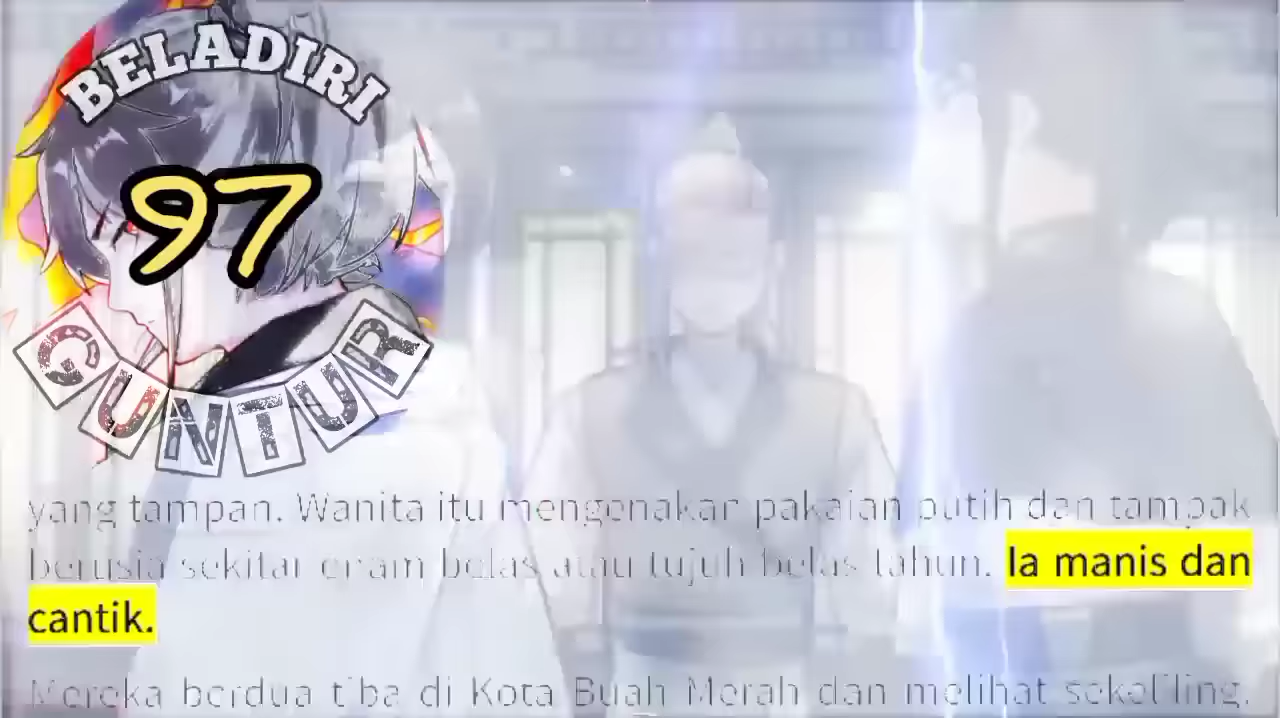 BELADIRI
97
GUNTUR
yang tampan. Wanita itu mengenakan pakaian putih dan tampak
berusia sekitar enam belas atau tujuh belas tahun. Ia manis dan
cantik.
Mereka berdua tiba di Kota Buah Merah dan melihat sekeliling.